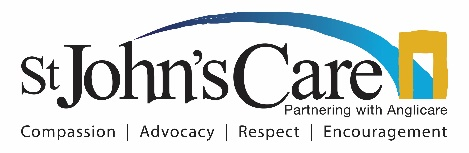 St John's Care
Partnering with Anglicare
Compassion | Advocacy | Respect | Encouragement